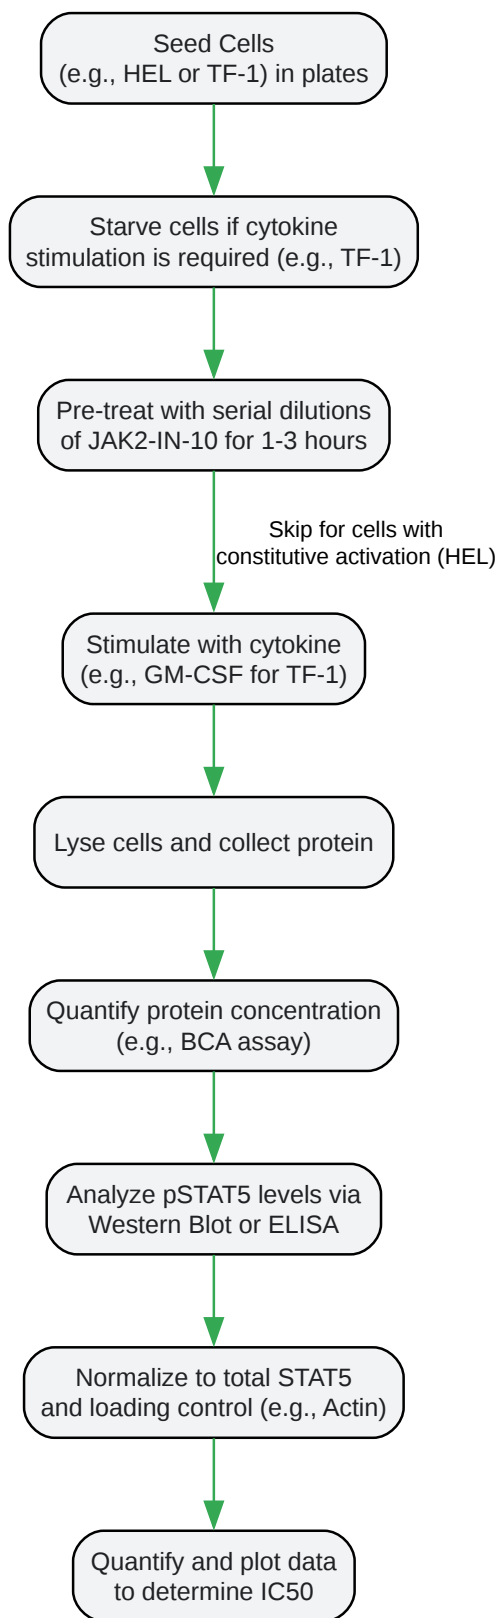 Seed Cells
(e.g., HEL or TF-1) in plates
Starve cells if cytokine
stimulation is required (e.g., TF-1)
Pre-treat with serial dilutions
of JAK2-IN-10 for 1-3 hours
Skip for cells with
constitutive activation (HEL)
Stimulate with cytokine
(e.g., GM-CSF for TF-1)
Lyse cells and collect protein
Quantify protein concentration
(e.g., BCA assay)
Analyze pSTAT5 levels via
Western Blot or ELISA
Normalize to total STAT5
and loading control (e.g., Actin)
Quantify and plot data
to determine IC50